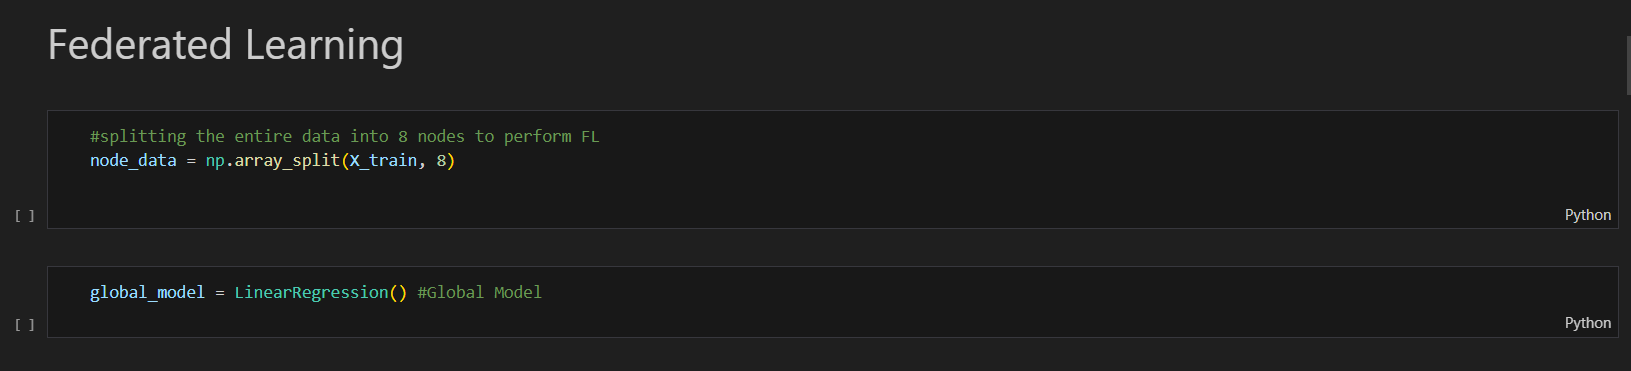 Federated Learning
#splitting the entire data into 8 nodes to perform FL
node_data = np.array_split(X_train, 8)
[ ]
Python
global_model = LinearRegression() #Global Model
[ ]
Python